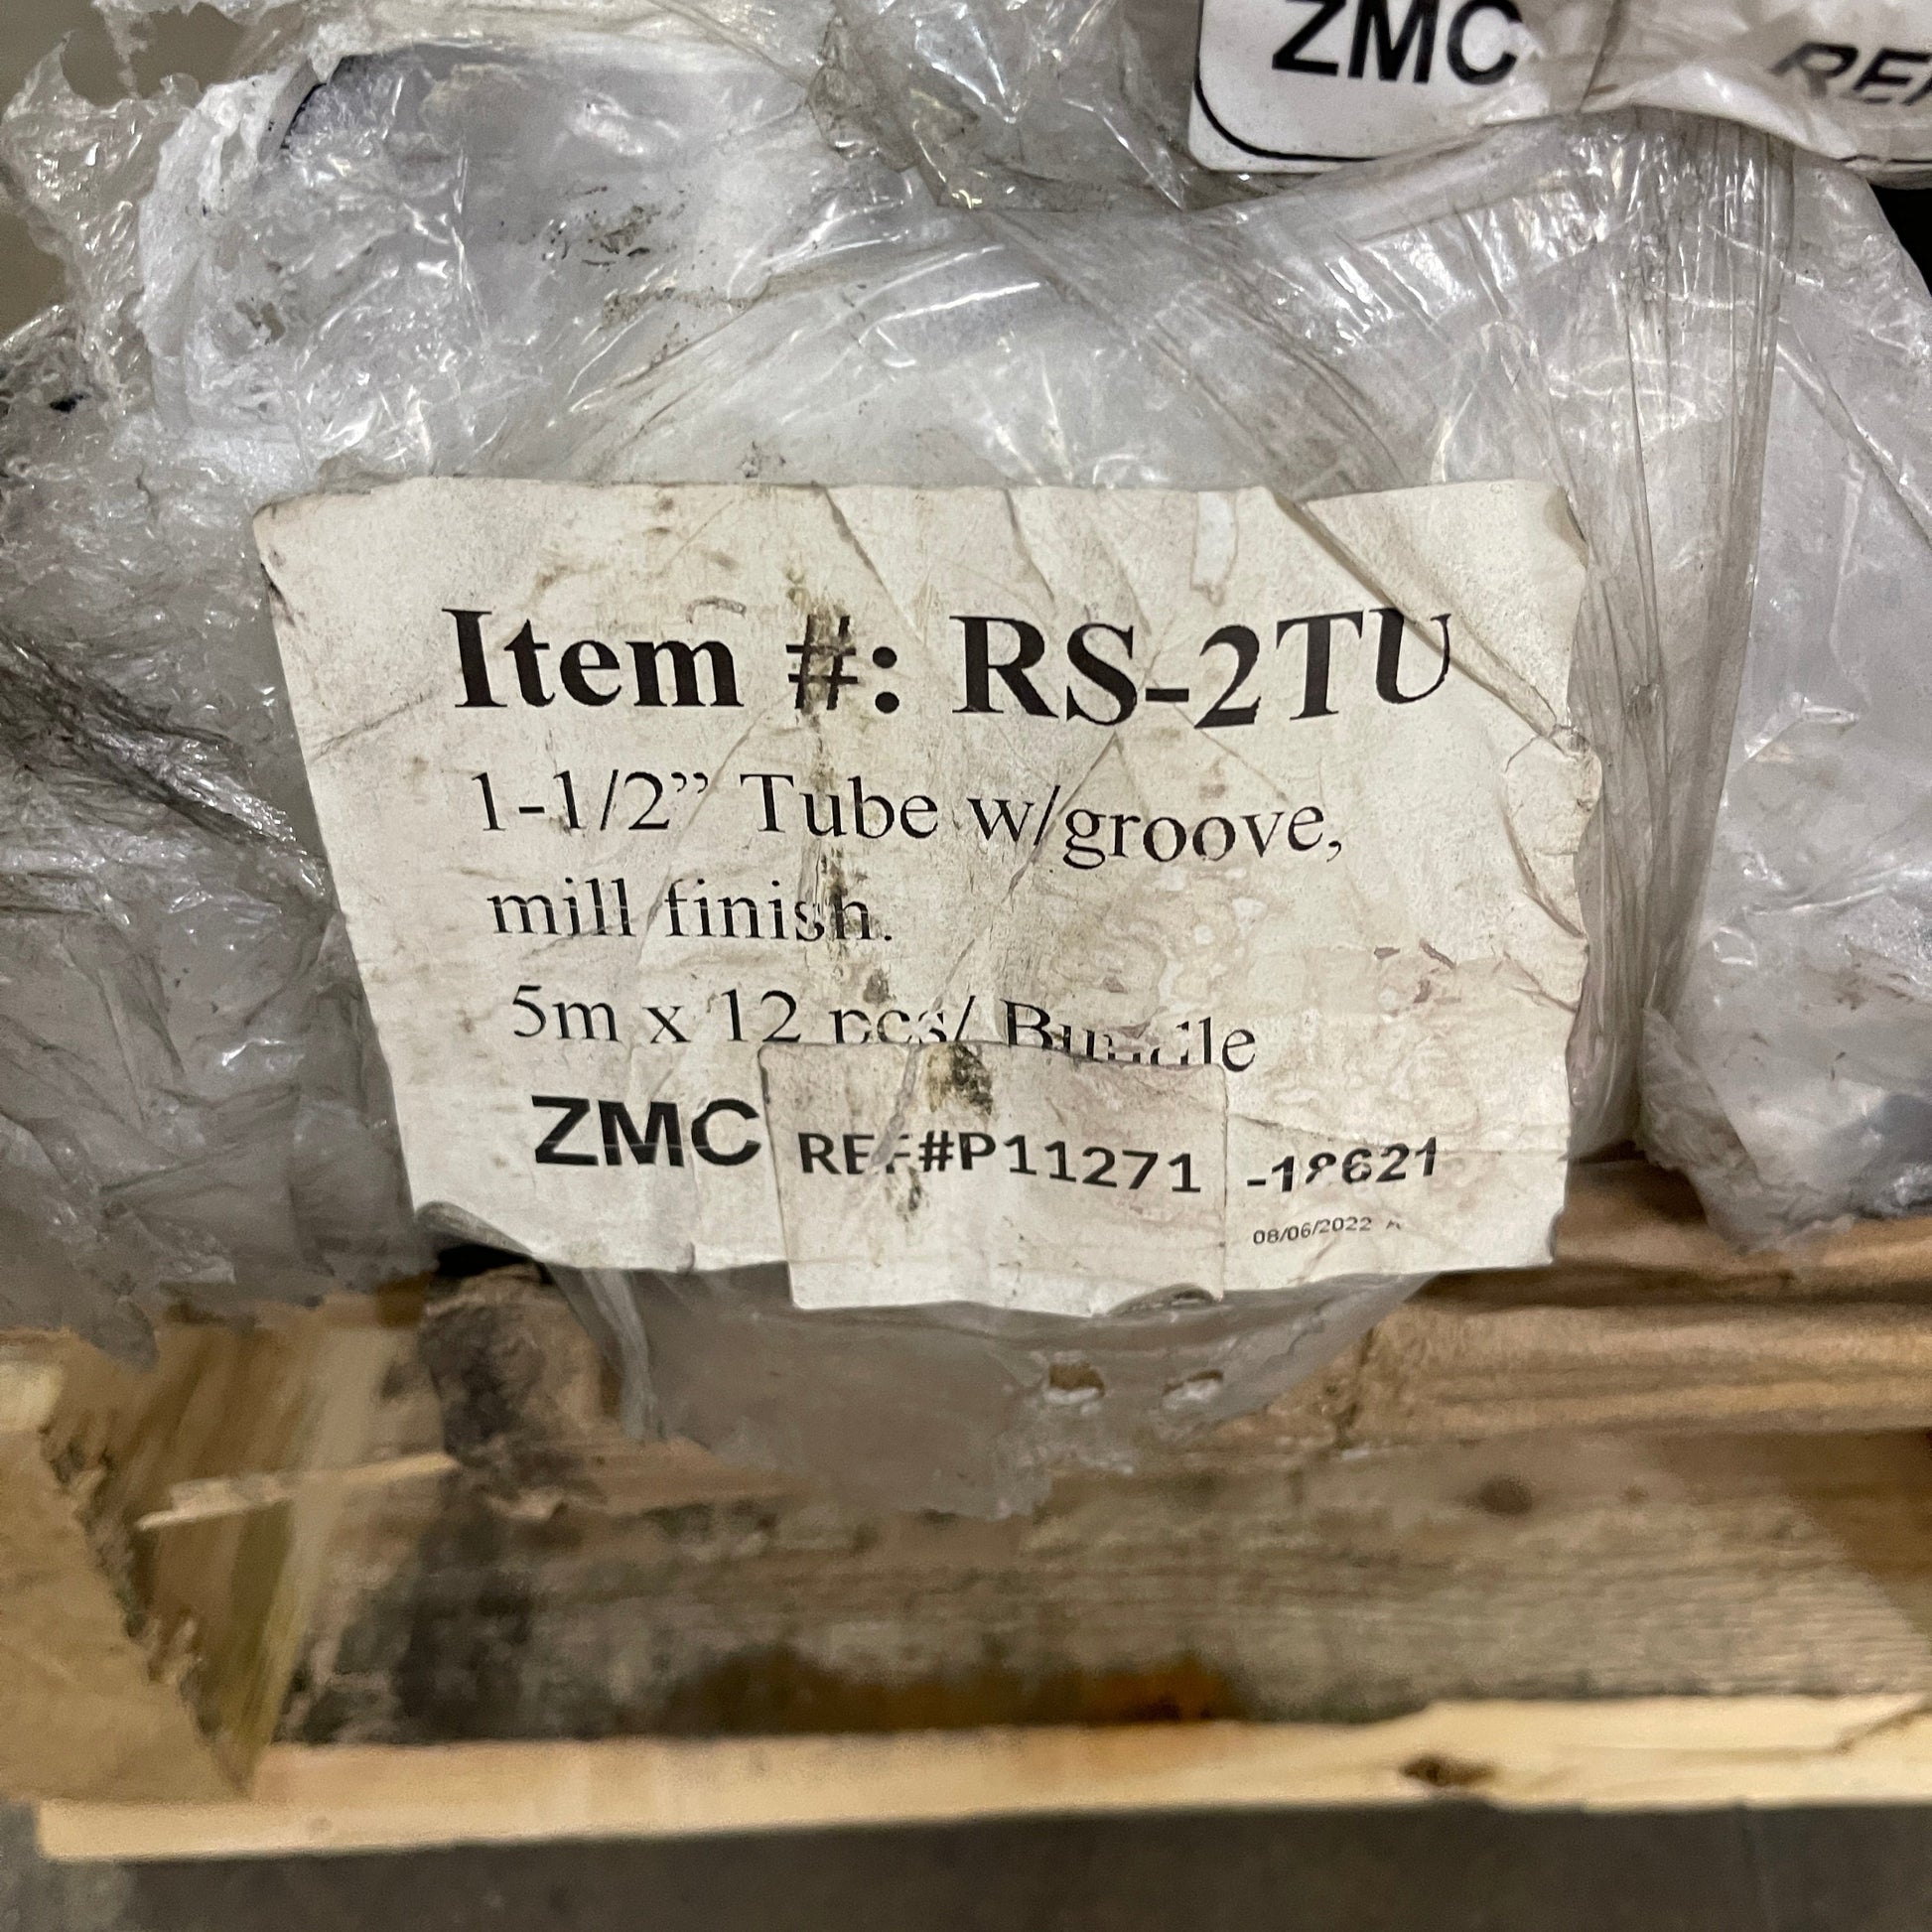 ZMC
Item #: RS-2TU
1-1/2” Tube w/groove,
mill finish.
5m x 12 pcs/ Bundle
ZMC REF#P11271 -18621
08/06/2022